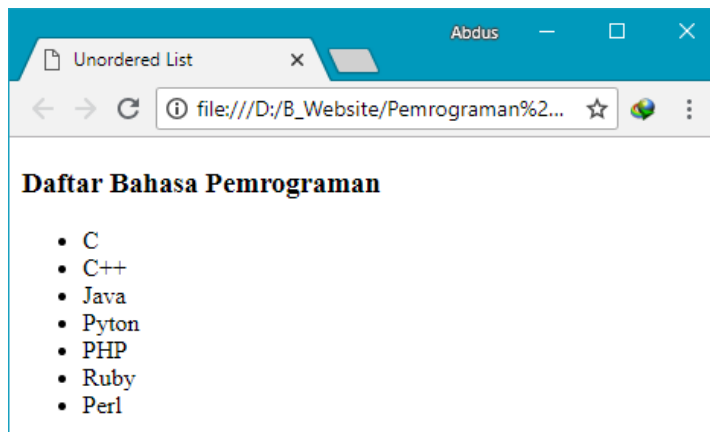 Abdus
Unordered List
file:///D:/B_Website/Pemrograman%2...
Daftar Bahasa Pemrograman
C
C++
Java
Pyton
PHP
Ruby
Perl